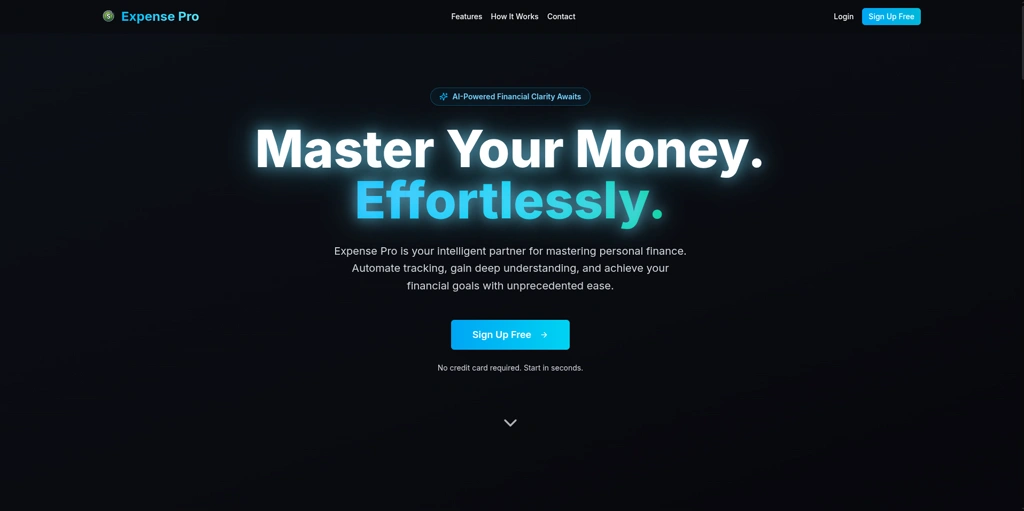 Expense Pro
Features
How It Works
Contact
Login
Sign Up Free
AI-Powered Financial Clarity Awaits
Master Your Money.
Effortlessly.
Expense Pro is your intelligent partner for mastering personal finance.
Automate tracking, gain deep understanding, and achieve your
financial goals with unprecedented ease.
Sign Up Free
No credit card required. Start in seconds.